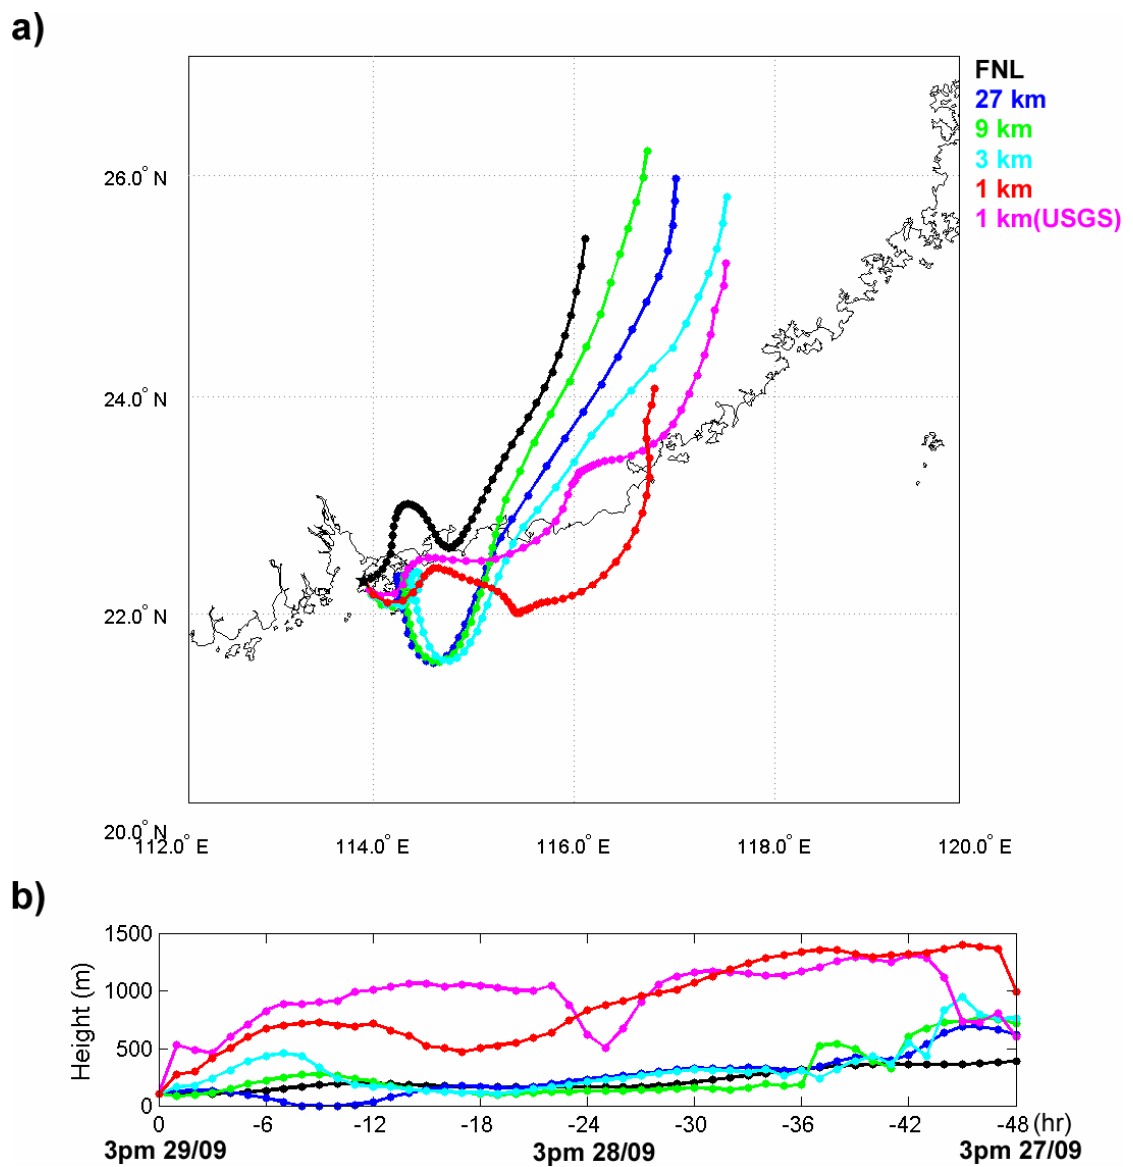 a)
FNL
27 km
9 km
3 km
1 km
1 km(USGS)
26.0° N
24.0° N
22.0° N
20.0° N
112.0° E 114.0° E 116.0° E 118.0° E 120.0° E
b)
1500
1000
500
0
Height (m)
0 -6 -12 -18 -24 -30 -36 -42 -48 (hr)
3pm 29/09 3pm 28/09 3pm 27/09